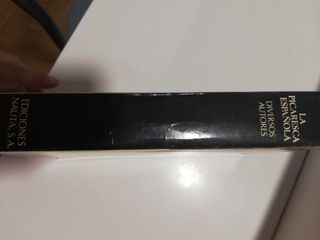 LA
PICARESCA
ESPAÑOLA
DIVERSOS
AUTORES
EDICIONES
NAUTA, S.A.